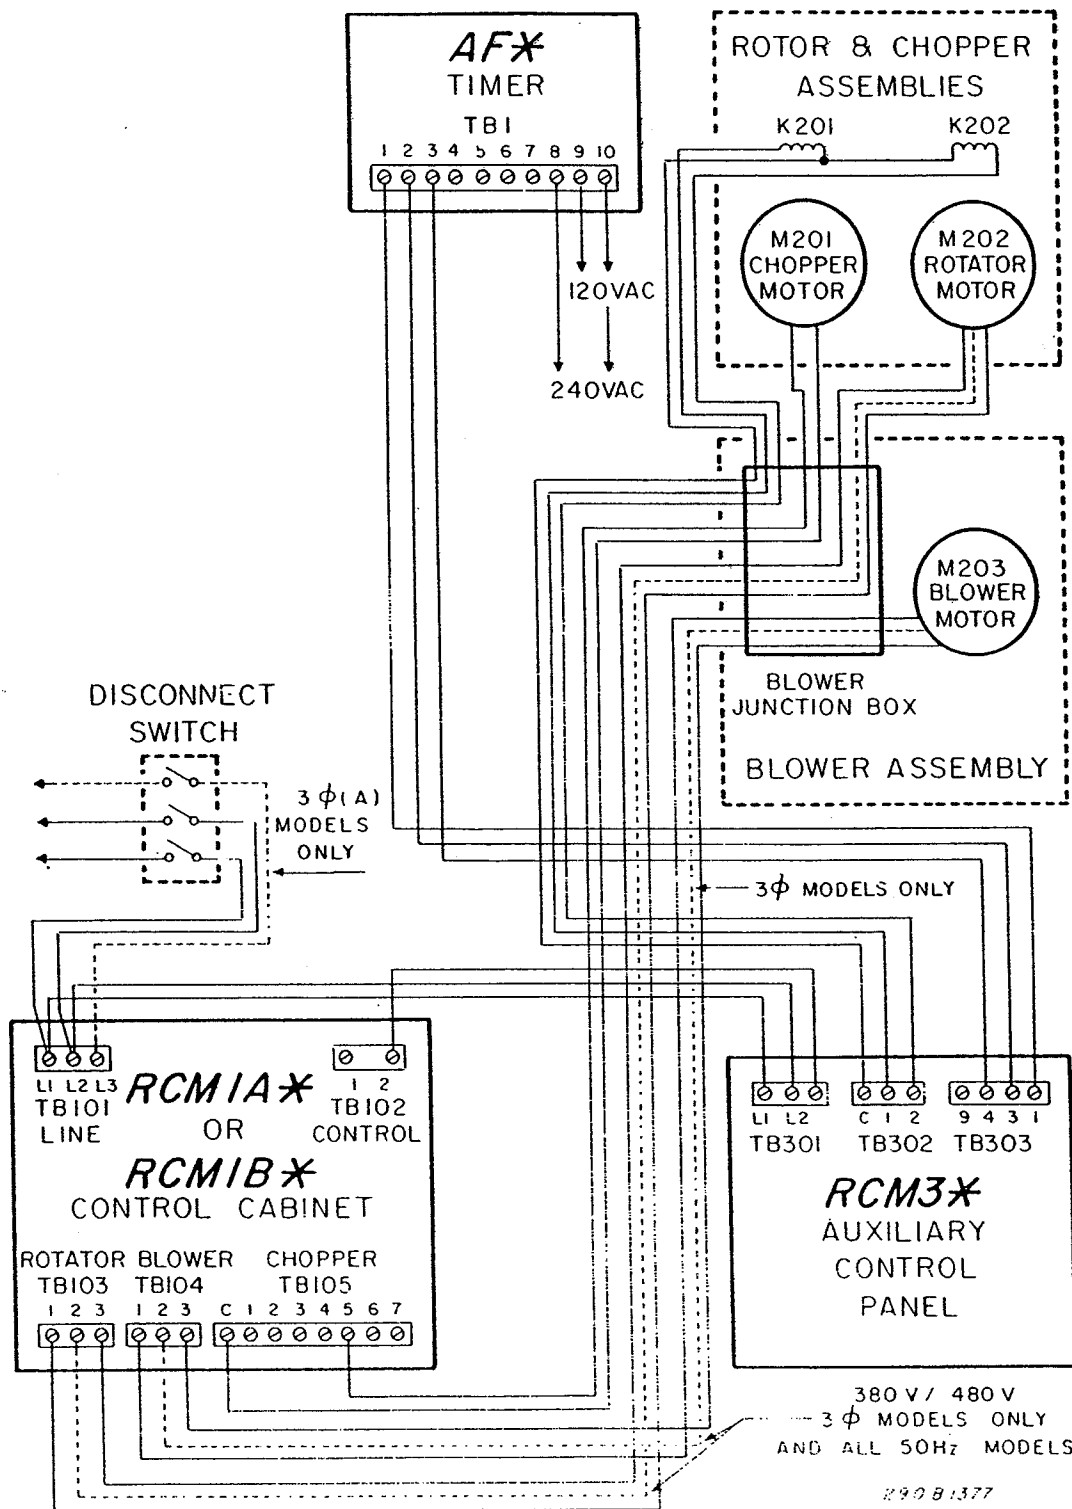 AF*
TIMER
TB1
1 2 3 4 5 6 7 8 9 10
120VAC
240VAC
ROTOR & CHOPPER
ASSEMBLIES
K201
K202
M201
CHOPPER
MOTOR
M202
ROTATOR
MOTOR
M203
BLOWER
MOTOR
BLOWER
JUNCTION BOX
BLOWER ASSEMBLY
DISCONNECT
SWITCH
3 ϕ (A)
MODELS
ONLY
3ϕ MODELS ONLY
L1 L2 L3
TB101
LINE
RCM1A*
OR
RCM1B*
CONTROL CABINET
1 2
TB102
CONTROL
ROTATOR
TB103
1 2 3
BLOWER
TB104
1 2 3
CHOPPER
TB105
C 1 2 3 4 5 6 7
L1 L2
TB301
C 1 2
TB302
9 4 3 1
TB303
RCM3*
AUXILIARY
CONTROL
PANEL
380 V / 480 V
3 ϕ MODELS ONLY
AND ALL 50Hz MODELS
290B1377